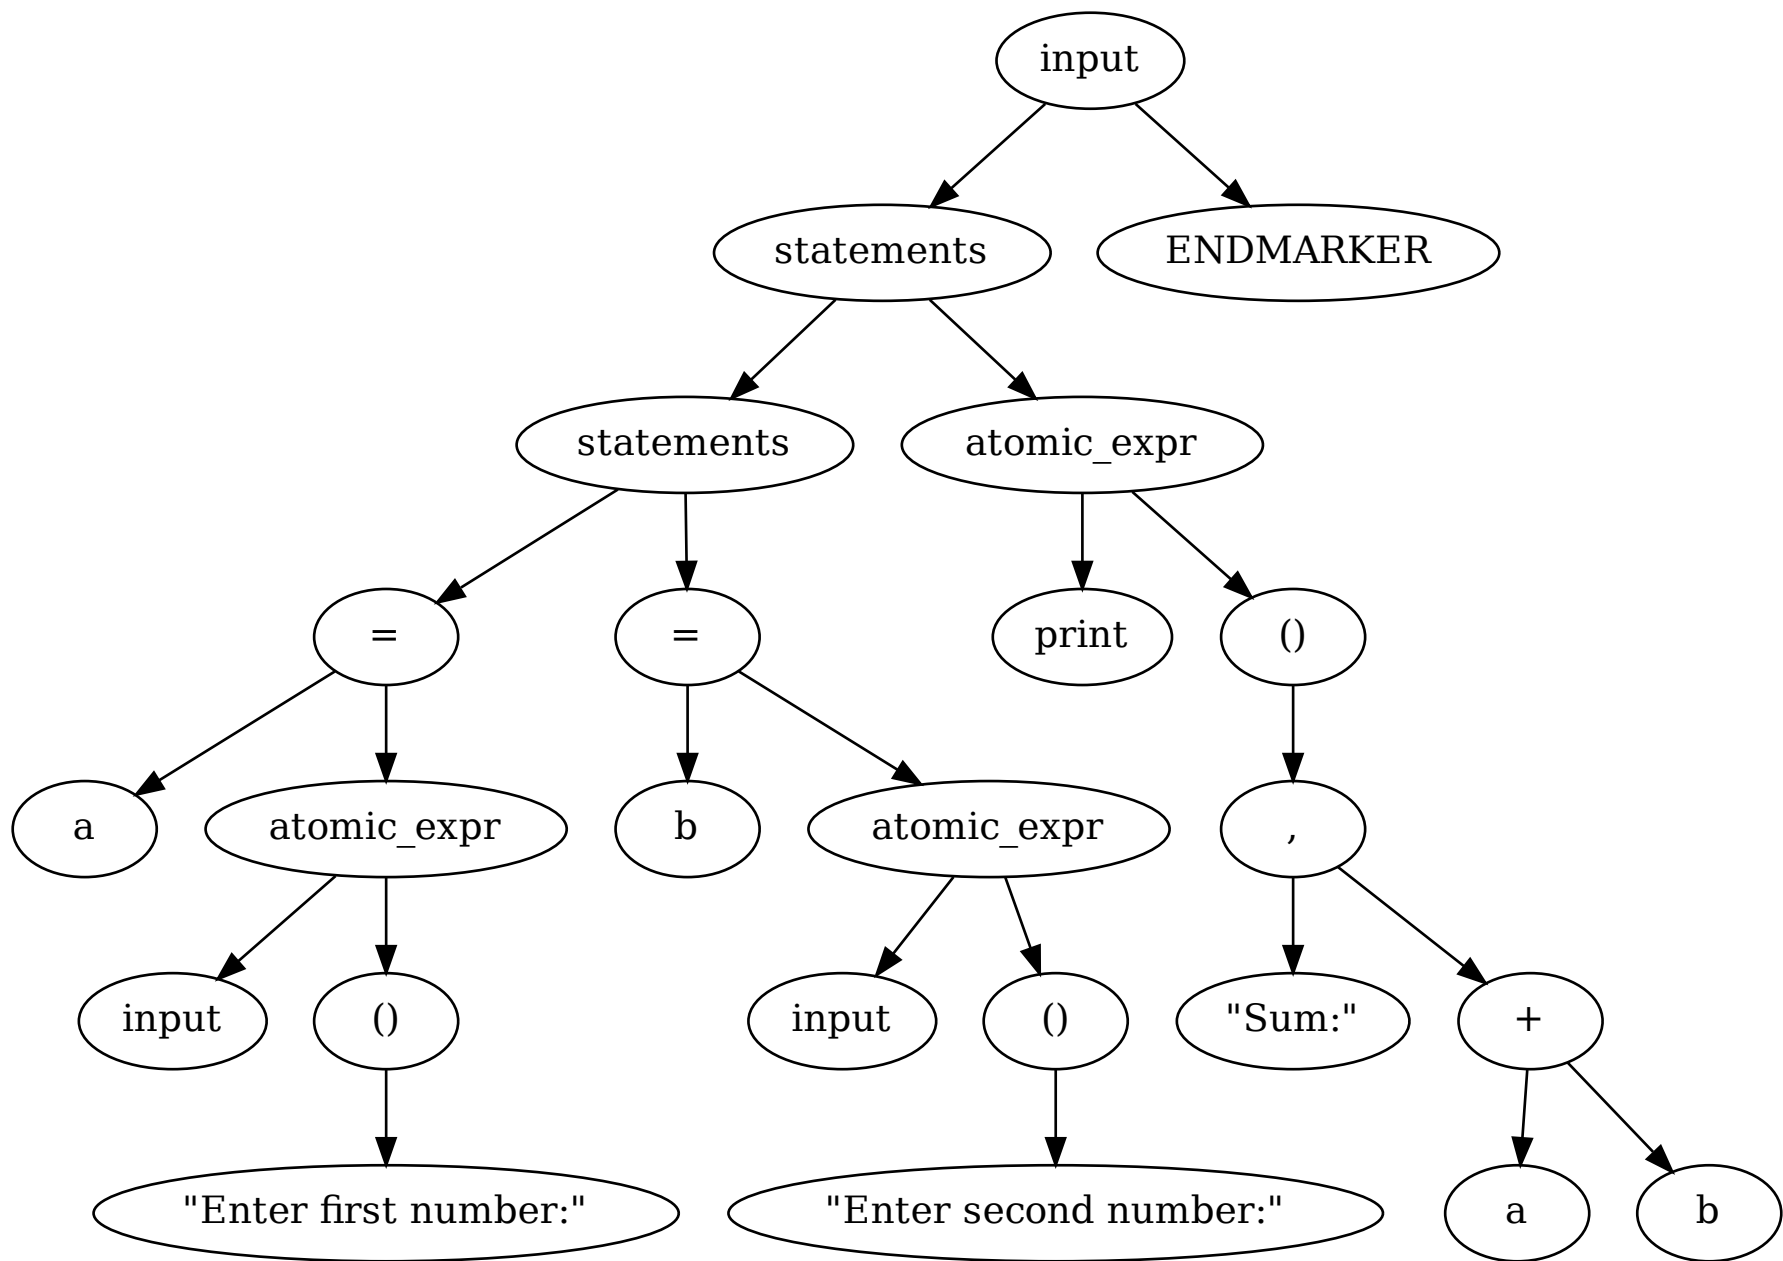 input
statements
ENDMARKER
statements
atomic_expr
=
=
print
()
a
atomic_expr
b
atomic_expr
,
input
()
input
()
"Sum:"
+
"Enter first number:"
"Enter second number:"
a
b